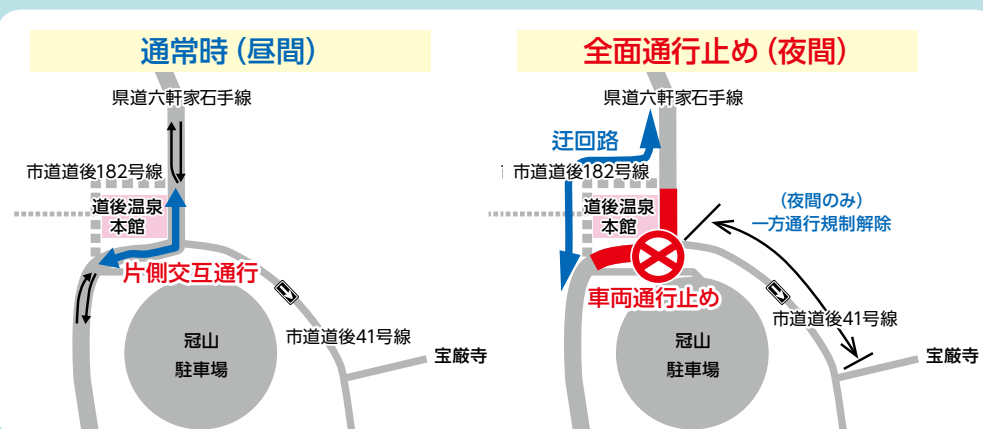 通常時（昼間）
県道六軒家石手線
市道道後182号線
道後温泉
本館
片側交互通行
冠山
駐車場
市道道後41号線
宝厳寺
全面通行止め（夜間）
県道六軒家石手線
迂回路
市道道後182号線
道後温泉
本館
（夜間のみ）
一方通行規制解除
車両通行止め
冠山
駐車場
市道道後41号線
宝厳寺